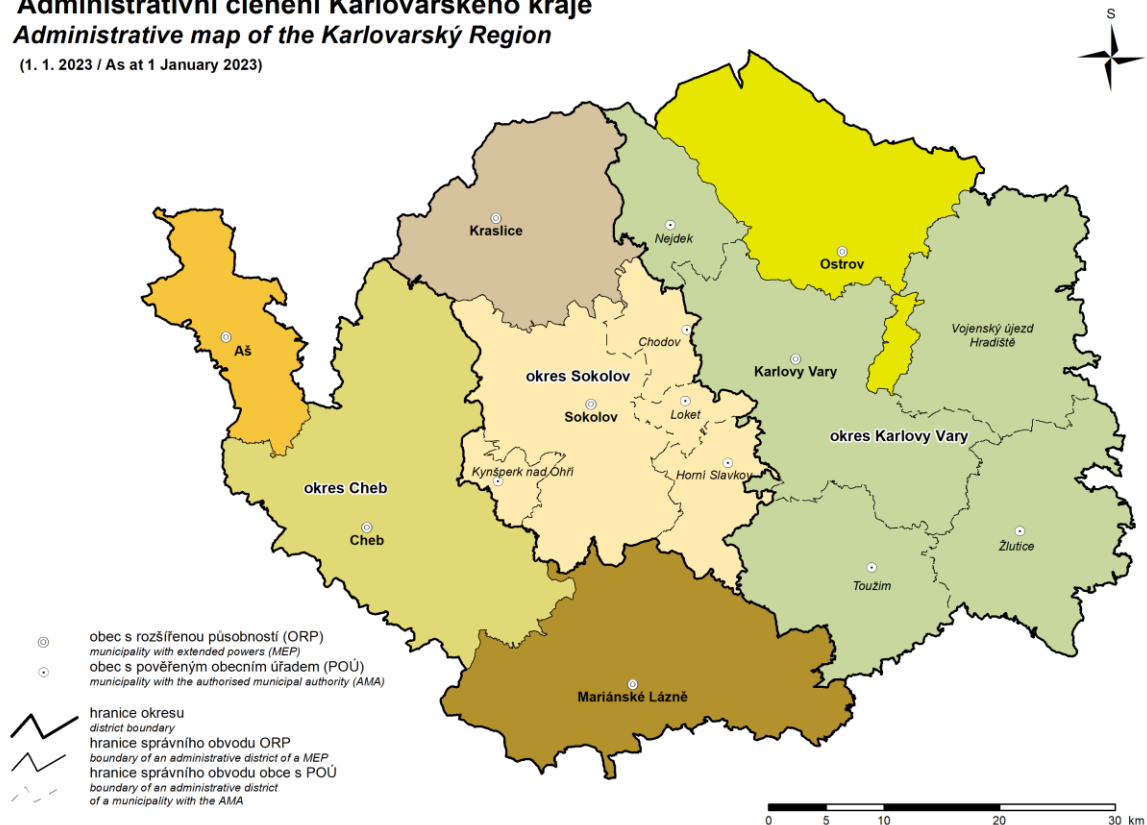 Administrativní členění Karlovarského kraje
Administrative map of the Karlovarský Region
(1. 1. 2023 / As at 1 January 2023)
S
Kraslice
Nejdek
Ostrov
Aš
Chodov
Vojenský újezd
Hradiště
Karlovy Vary
okres Sokolov
Sokolov
Loket
okres Karlovy Vary
Kynšperk nad Ohří
Horní Slavkov
okres Cheb
Cheb
Žlutice
Toužim
Mariánské Lázně
obec s rozšířenou působností (ORP)
municipality with extended powers (MEP)
obec s pověřeným obecním úřadem (POÚ)
municipality with the authorised municipal authority (AMA)
hranice okresu
district boundary
hranice správního obvodu ORP
boundary of an administrative district of a MEP
hranice správního obvodu obce s POÚ
boundary of an administrative district
of a municipality with the AMA
0 5 10 20 30 km